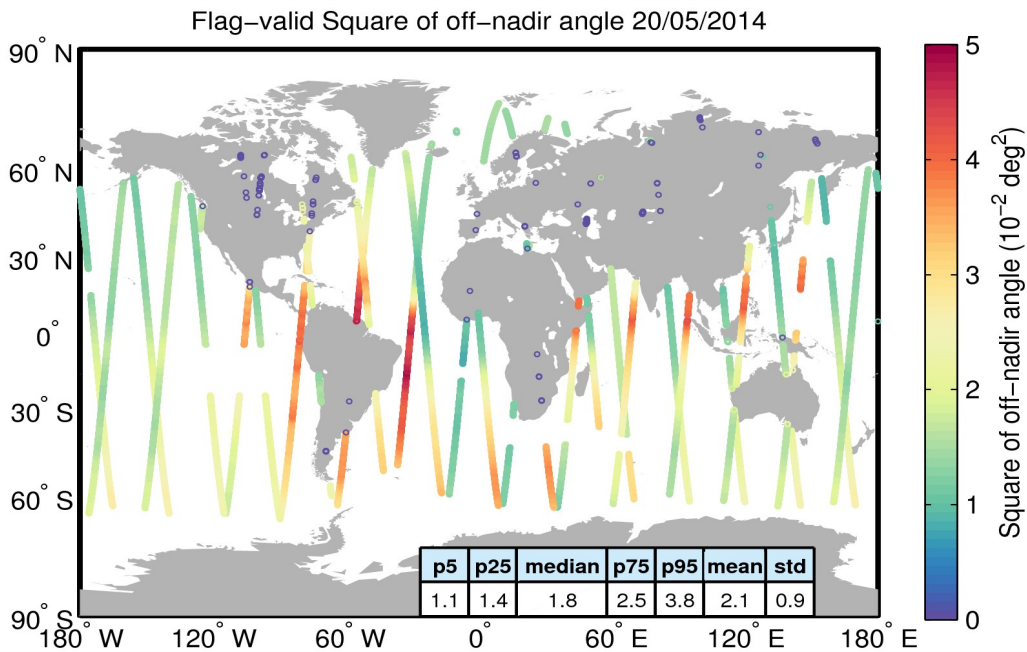 Flag-valid Square of off-nadir angle 20/05/2014
90° N
60° N
30° N
0°
30° S
60° S
90° S
180° W
120° W
60° W
0°
60° E
120° E
180° E
p5 p25 median p75 p95 mean std
1.1 1.4 1.8 2.5 3.8 2.1 0.9
5
4
3
2
1
0
Square of off-nadir angle (10⁻² deg²)